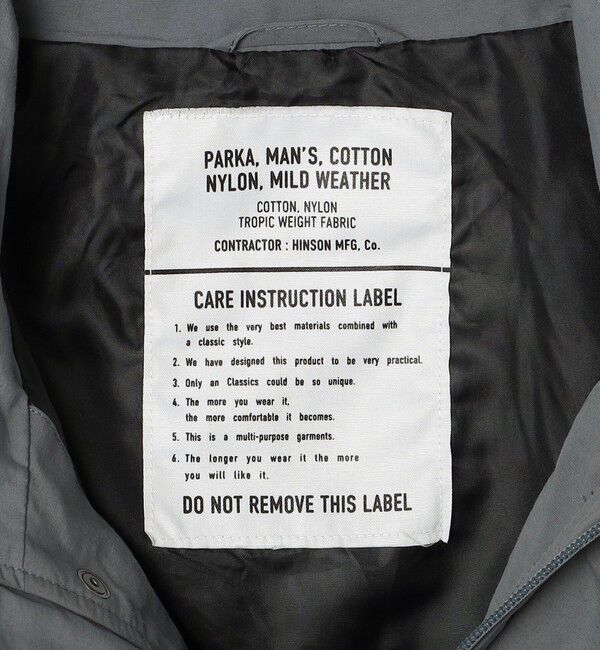 PARKA, MAN'S, COTTON
NYLON, MILD WEATHER
COTTON, NYLON
TROPIC WEIGHT FABRIC
CONTRACTOR : HINSON MFG, Co.
CARE INSTRUCTION LABEL
1. We use the very best materials combined with
a classic style.
2. We have designed this product to be very practical.
3. Only an Classics could be so unique.
4. The more you wear it,
the more comfortable it becomes.
5. This is a multi-purpose garments.
6. The longer you wear it the more
you will like it.
DO NOT REMOVE THIS LABEL